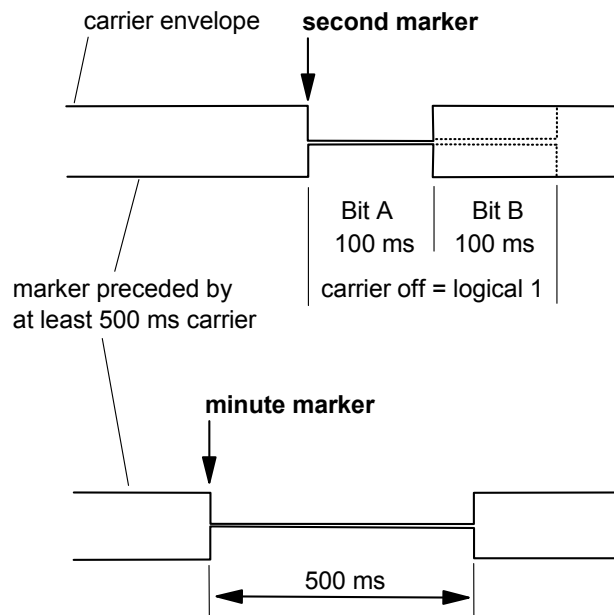 carrier envelope
second marker
Bit A
100 ms
Bit B
100 ms
carrier off = logical 1
marker preceded by
at least 500 ms carrier
minute marker
500 ms